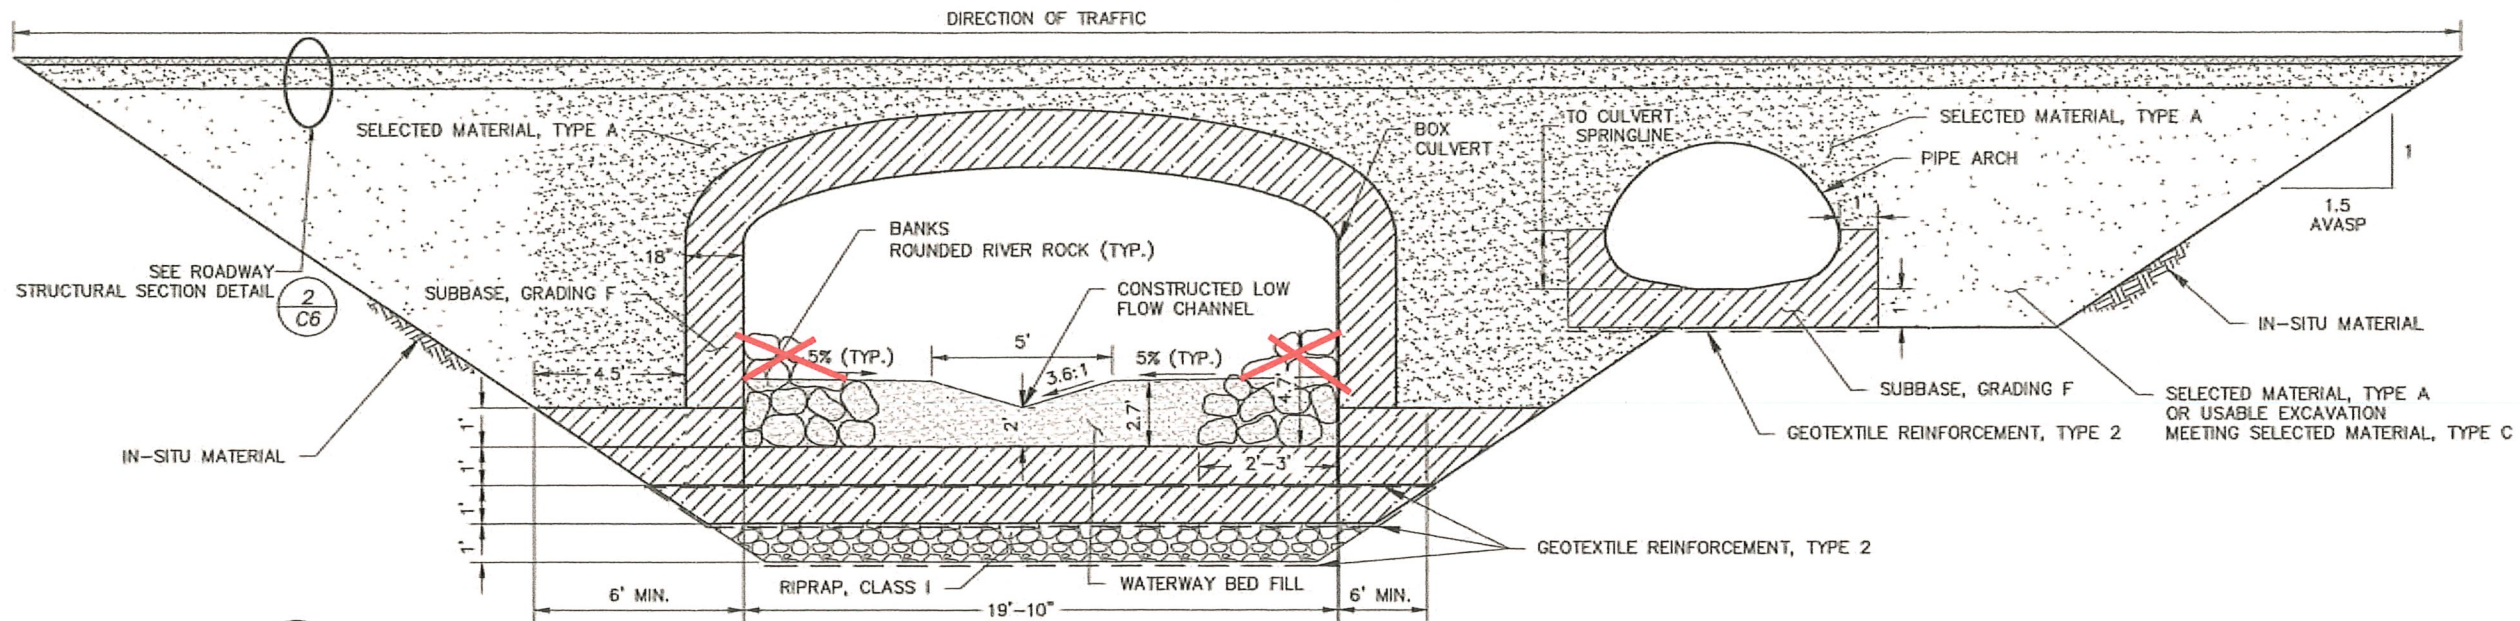 DIRECTION OF TRAFFIC
SELECTED MATERIAL, TYPE A
BOX
CULVERT
TO CULVERT
SPRINGLINE
SELECTED MATERIAL, TYPE A
PIPE ARCH
1
1.5
AVASP
1'
BANKS
ROUNDED RIVER ROCK (TYP.)
18"
SEE ROADWAY
STRUCTURAL SECTION DETAIL
2
C6
SUBBASE, GRADING F
CONSTRUCTED LOW
FLOW CHANNEL
1'
IN-SITU MATERIAL
5% (TYP.)
5'
5% (TYP.)
4.5'
3.6:1
4.7'
SUBBASE, GRADING F
SELECTED MATERIAL, TYPE A
OR USABLE EXCAVATION
MEETING SELECTED MATERIAL, TYPE C
1'
2'
2.7'
GEOTEXTILE REINFORCEMENT, TYPE 2
IN-SITU MATERIAL
1'
2'-3"
1'
1'
GEOTEXTILE REINFORCEMENT, TYPE 2
RIPRAP, CLASS I
WATERWAY BED FILL
6' MIN.
19'-10"
6' MIN.